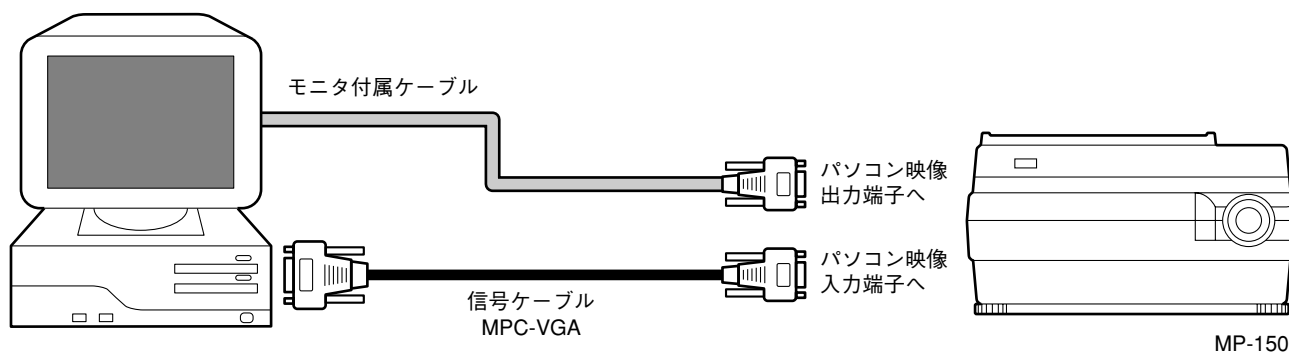 モニタ付属ケーブル
パソコン映像
出力端子へ
パソコン映像
入力端子へ
信号ケーブル
MPC-VGA
MP-150